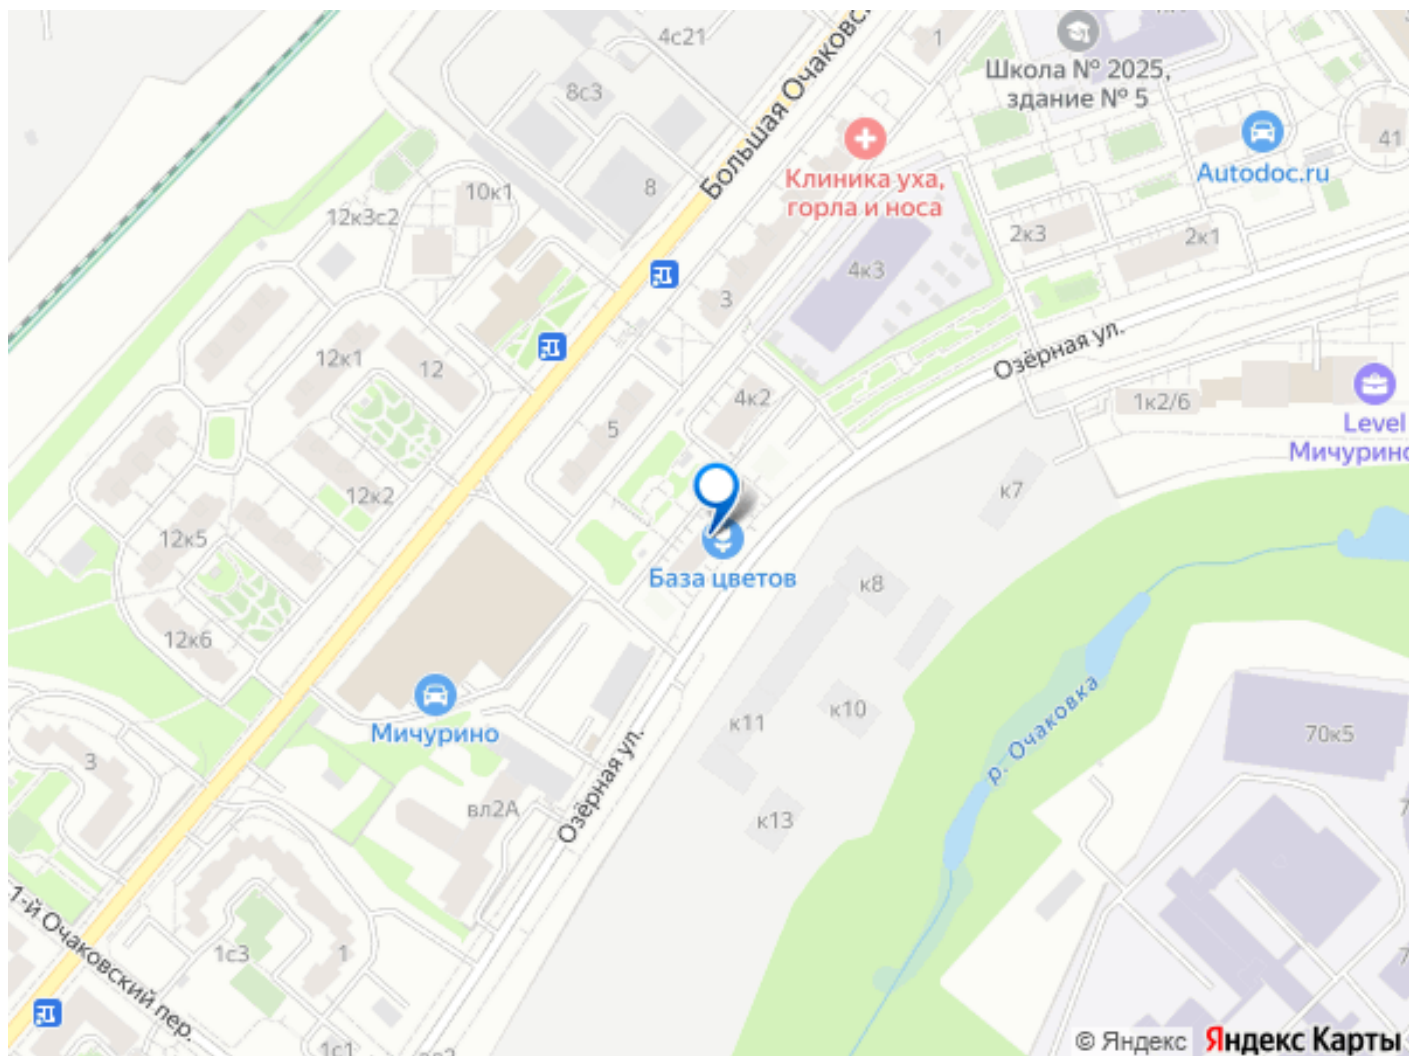 4с21
1
Большая Очаковс
Школа № 2025,
здание № 5
8с3
41
Autodoc.ru
Клиника уха,
горла и носа
8
10к1
12к3с2
2к3
2к1
4к3
3
Озёрная ул.
12к1
12
4к2
1к2/6
Level
Мичурино
5
12к2
к7
12к5
База цветов
к8
12к6
р. Очаковка
Мичурино
к11
к10
70к5
3
вл2А
Озёрная ул.
к13
1-й Очаковский пер.
1с3
1
1с1
© Яндекс Яндекс Карты